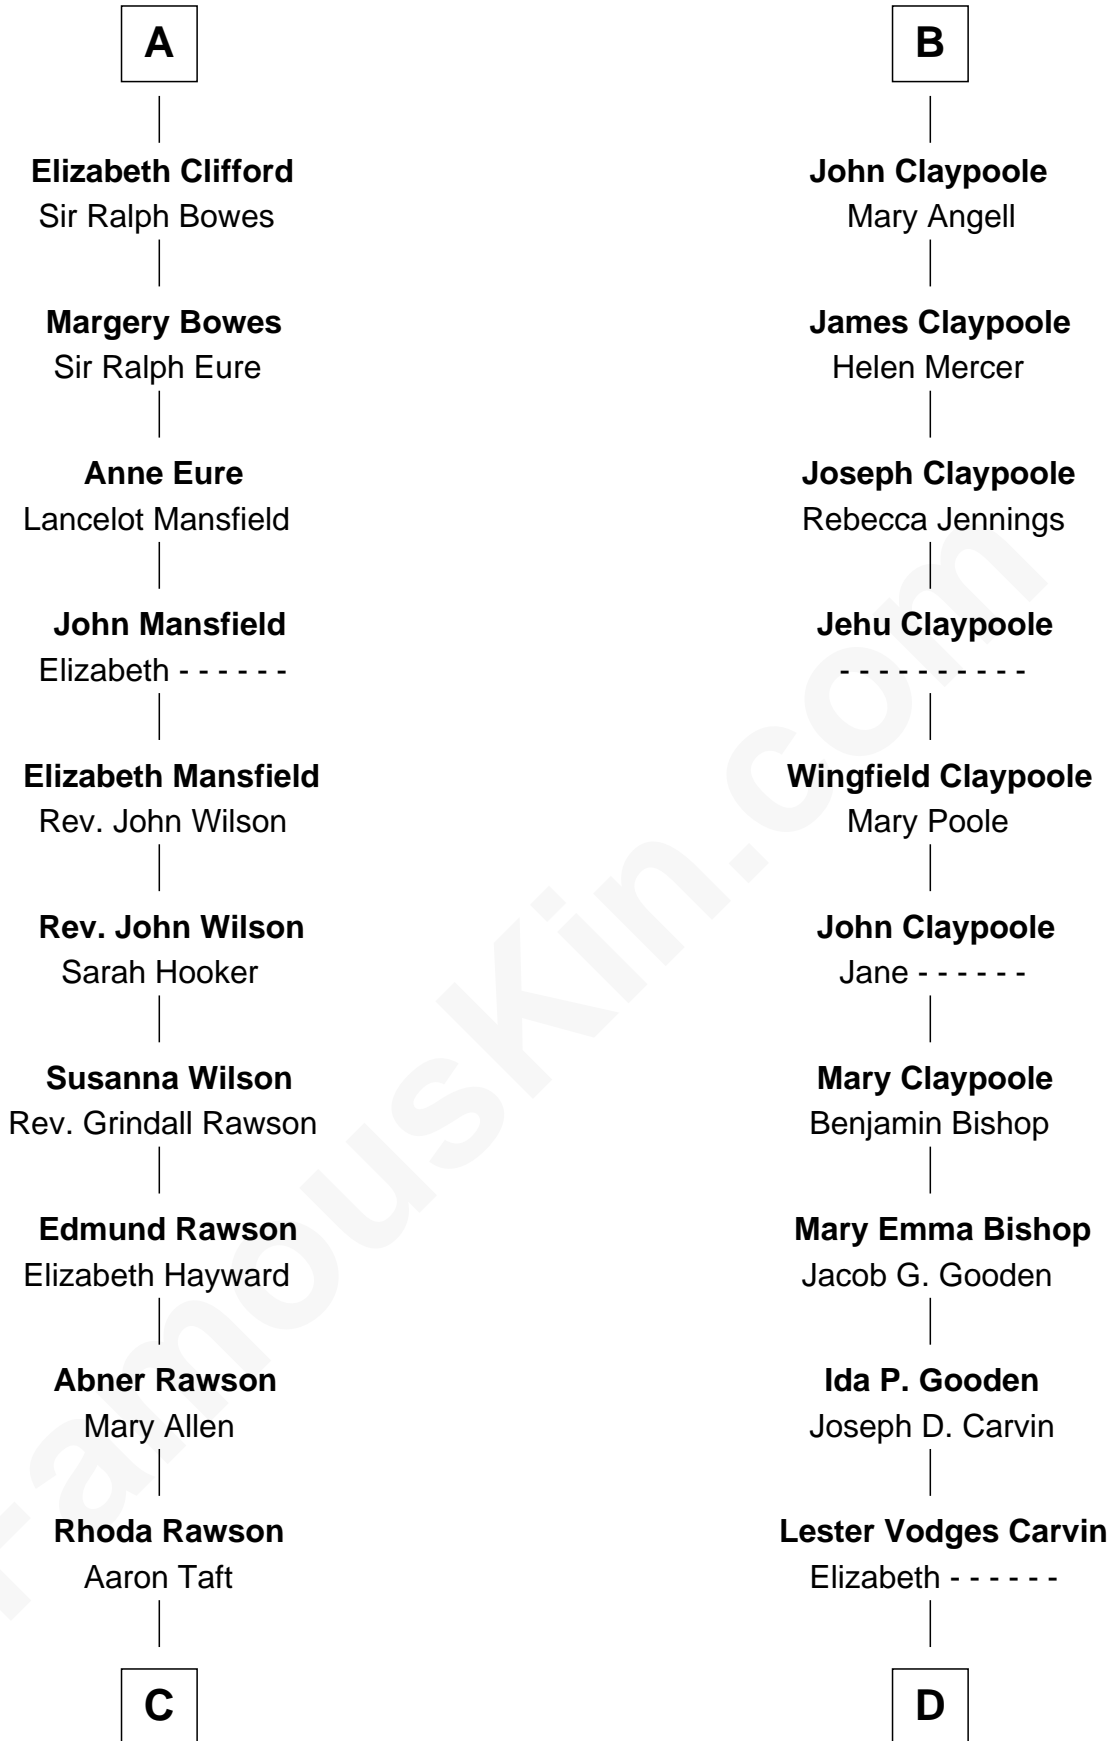 A
Elizabeth Clifford
Sir Ralph Bowes
Margery Bowes
Sir Ralph Eure
Anne Eure
Lancelot Mansfield
John Mansfield
Elizabeth - - - - - -
Elizabeth Mansfield
Rev. John Wilson
Rev. John Wilson
Sarah Hooker
Susanna Wilson
Rev. Grindall Rawson
Edmund Rawson
Elizabeth Hayward
Abner Rawson
Mary Allen
Rhoda Rawson
Aaron Taft
C
B
John Claypoole
Mary Angell
James Claypoole
Helen Mercer
Joseph Claypoole
Rebecca Jennings
Jehu Claypoole
- - - - - - - - - -
Wingfield Claypoole
Mary Poole
John Claypoole
Jane - - - - - -
Mary Claypoole
Benjamin Bishop
Mary Emma Bishop
Jacob G. Gooden
Ida P. Gooden
Joseph D. Carvin
Lester Vodges Carvin
Elizabeth - - - - - -
D
FamousKin.com